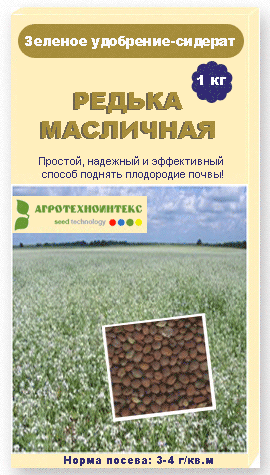 Зеленое удобрение-сидерат
1 кг
РЕДЬКА
МАСЛИЧНАЯ
Простой, надежный и эффективный
способ поднять плодородие почвы!
АГРОТЕХНОИНТЕКС
seed technology
Норма посева: 3-4 г/кв.м